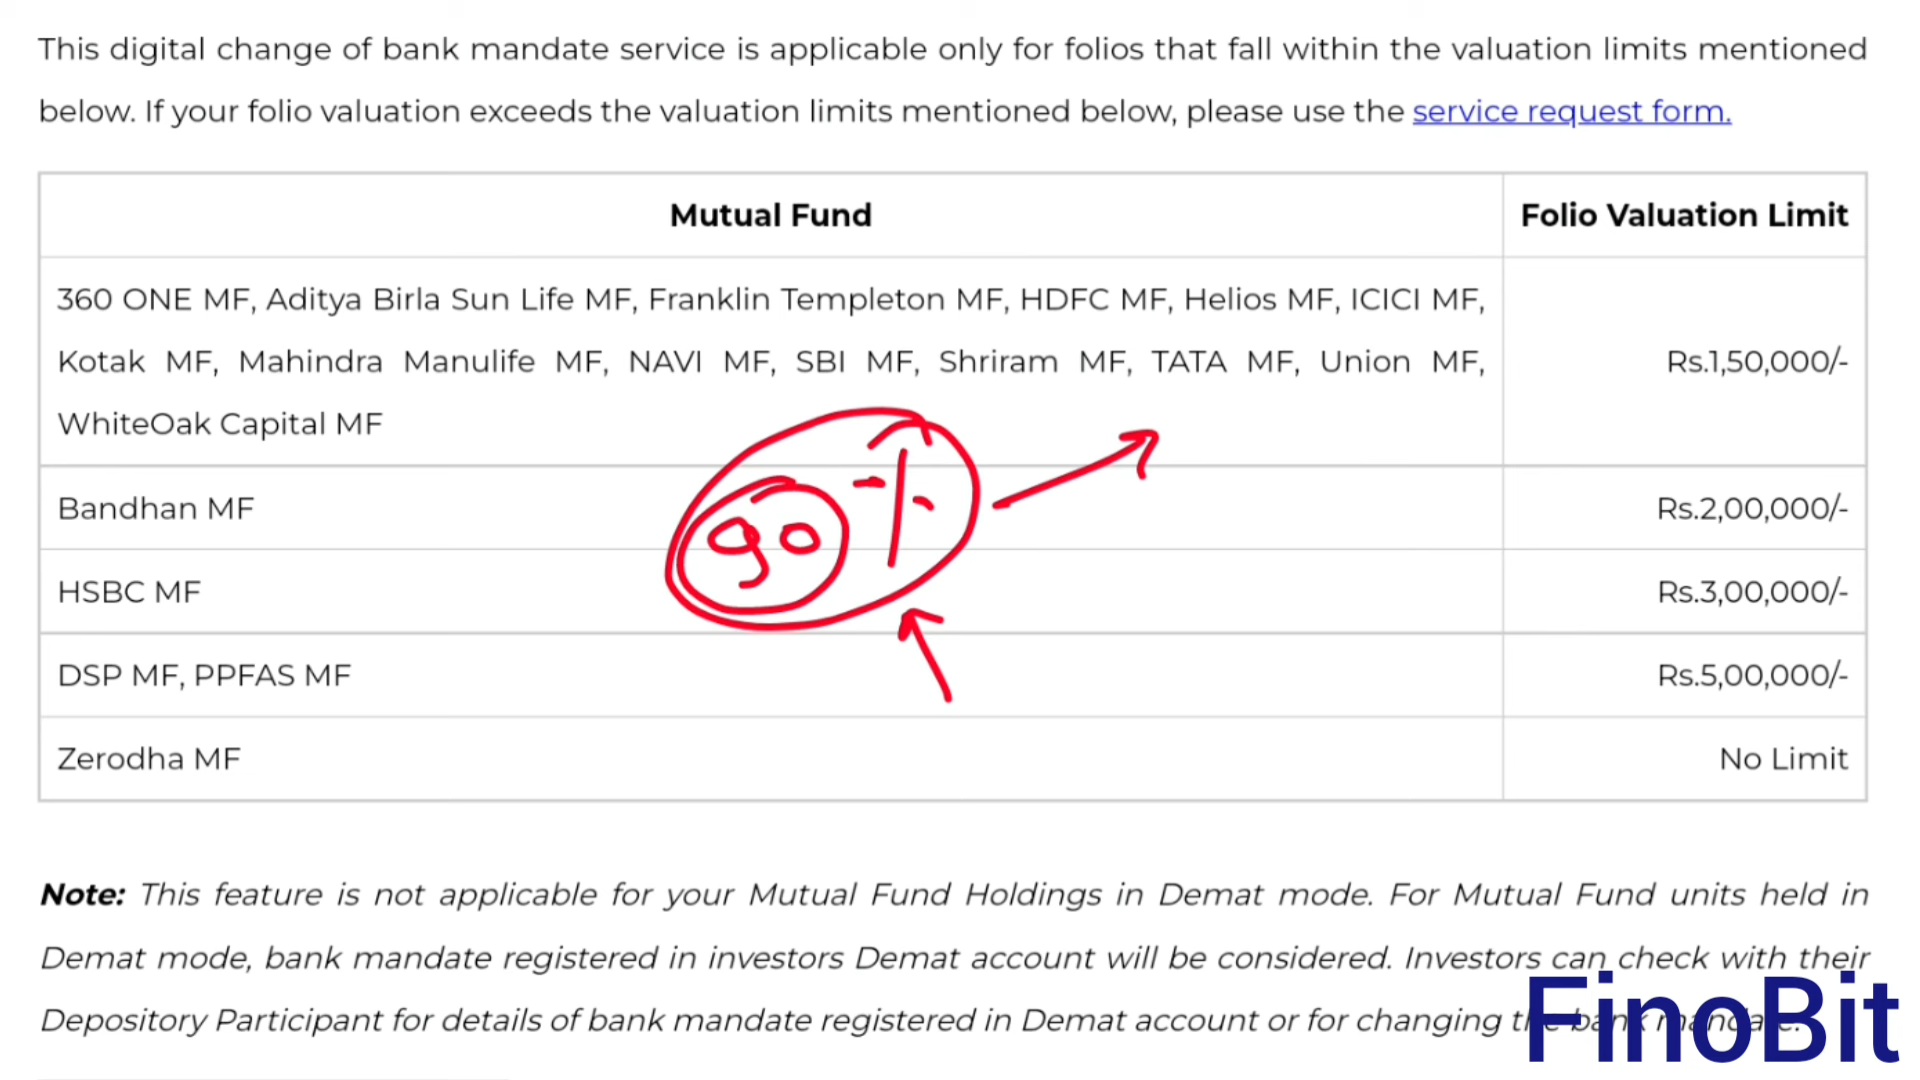 This digital change of bank mandate service is applicable only for folios that fall within the valuation limits mentioned
below. If your folio valuation exceeds the valuation limits mentioned below, please use the service request form.
Mutual Fund Folio Valuation Limit
360 ONE MF, Aditya Birla Sun Life MF, Franklin Templeton MF, HDFC MF, Helios MF, ICICI MF,
Kotak MF, Mahindra Manulife MF, NAVI MF, SBI MF, Shriram MF, TATA MF, Union MF, Rs.1,50,000/-
WhiteOak Capital MF
Bandhan MF Rs.2,00,000/-
90 %
HSBC MF Rs.3,00,000/-
DSP MF, PPFAS MF Rs.5,00,000/-
Zerodha MF No Limit
Note: This feature is not applicable for your Mutual Fund Holdings in Demat mode. For Mutual Fund units held in
Demat mode, bank mandate registered in investors Demat account will be considered. Investors can check with their
Depository Participant for details of bank mandate registered in Demat account or for changing the bank mandate.
FinoBit